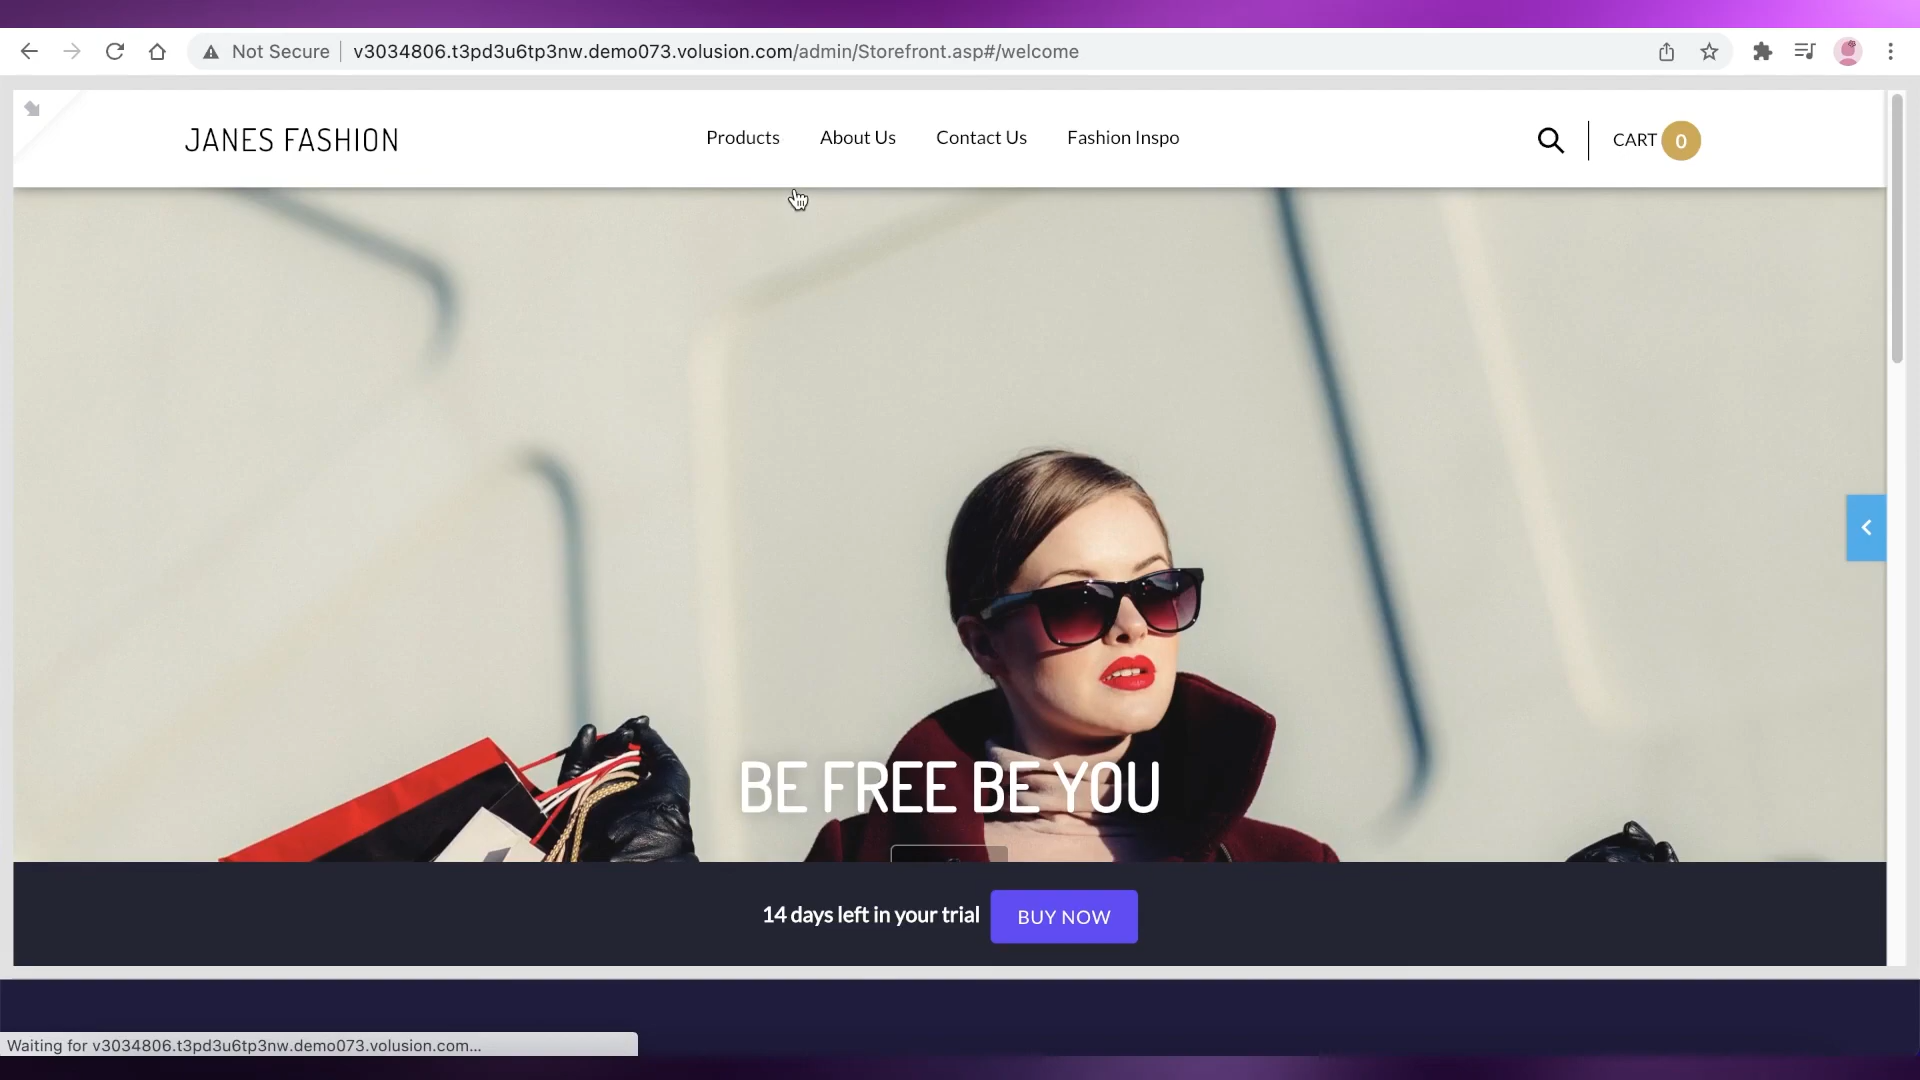 Not Secure
v3034806.t3pd3u6tp3nw.demo073.volusion.com/admin/Storefront.asp#/welcome
JANES FASHION
Products
About Us
Contact Us
Fashion Inspo
CART 0
BE FREE BE YOU
14 days left in your trial
BUY NOW
Waiting for v3034806.t3pd3u6tp3nw.demo073.volusion.com...